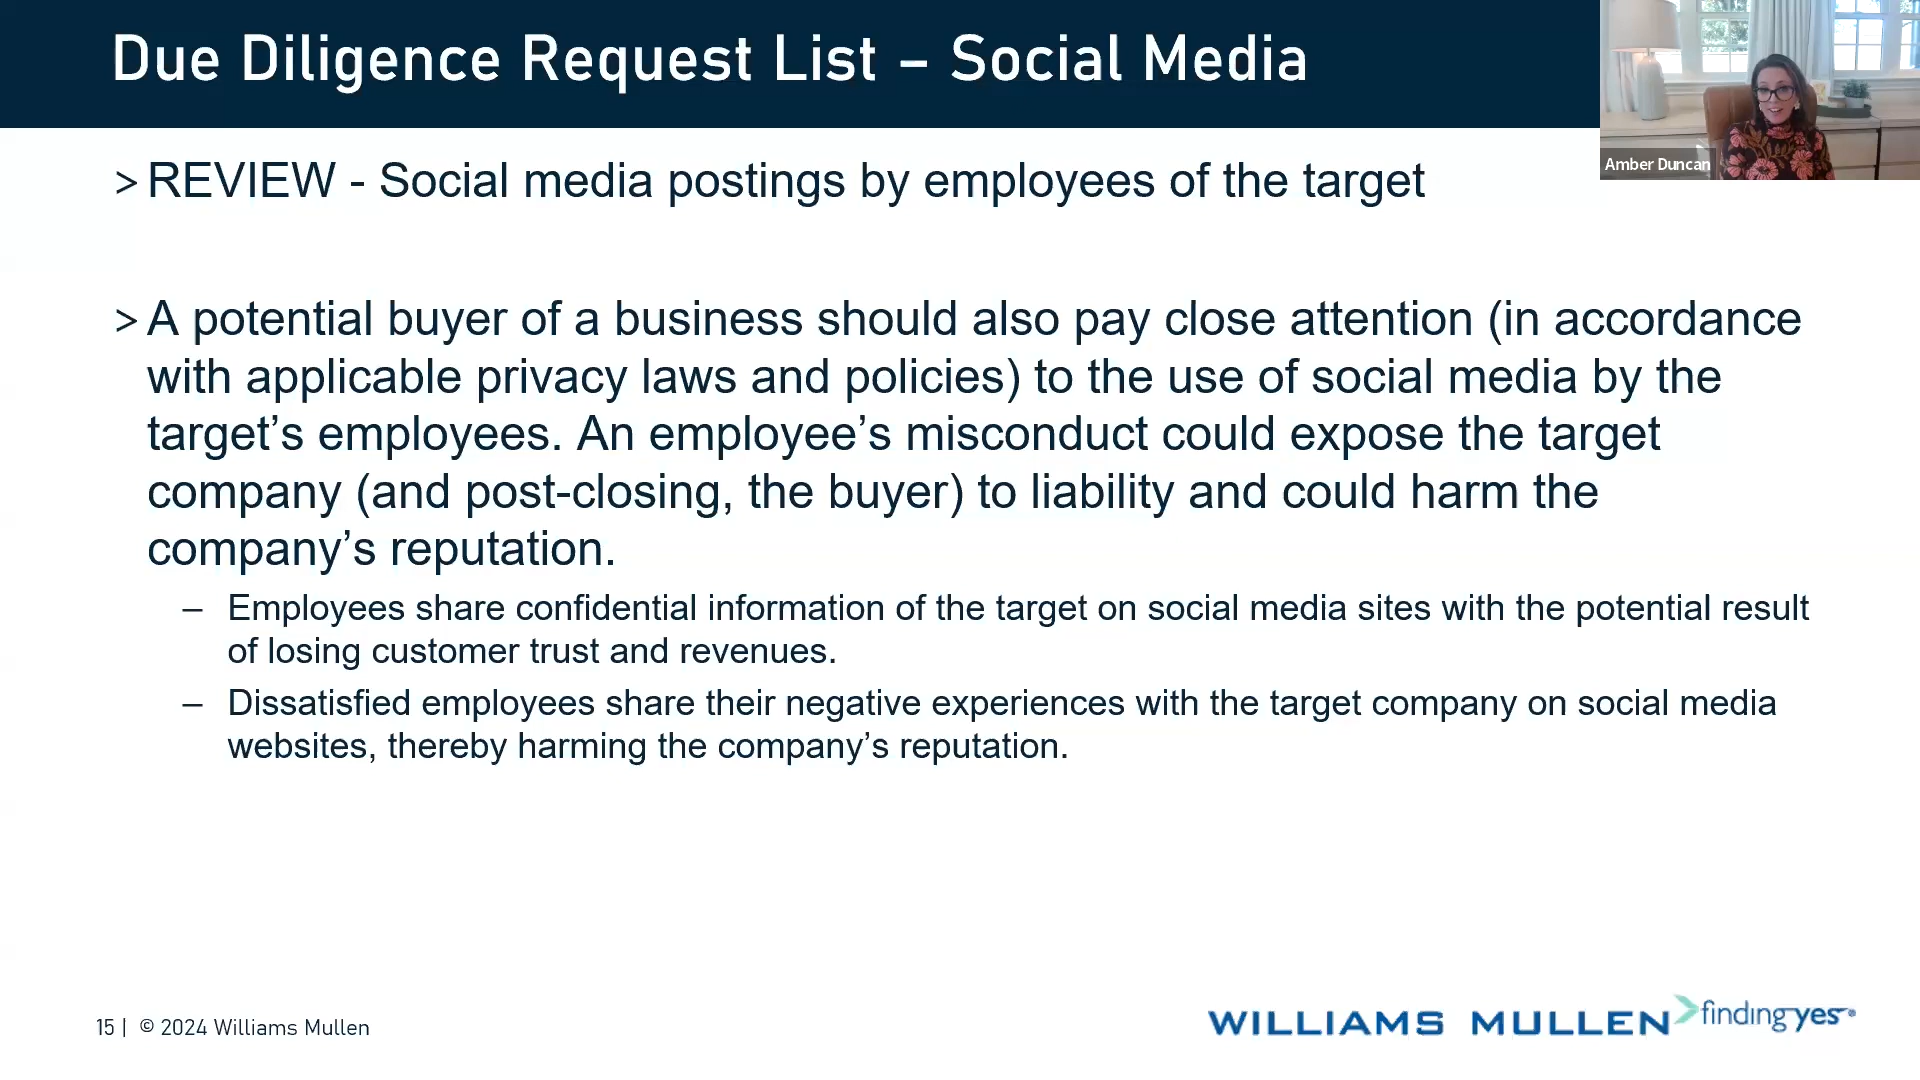 Due Diligence Request List – Social Media
Amber Duncan
> REVIEW - Social media postings by employees of the target
> A potential buyer of a business should also pay close attention (in accordance
with applicable privacy laws and policies) to the use of social media by the
target’s employees. An employee’s misconduct could expose the target
company (and post-closing, the buyer) to liability and could harm the
company’s reputation.
– Employees share confidential information of the target on social media sites with the potential result
of losing customer trust and revenues.
– Dissatisfied employees share their negative experiences with the target company on social media
websites, thereby harming the company’s reputation.
15 | © 2024 Williams Mullen
WILLIAMS MULLEN findingyes®